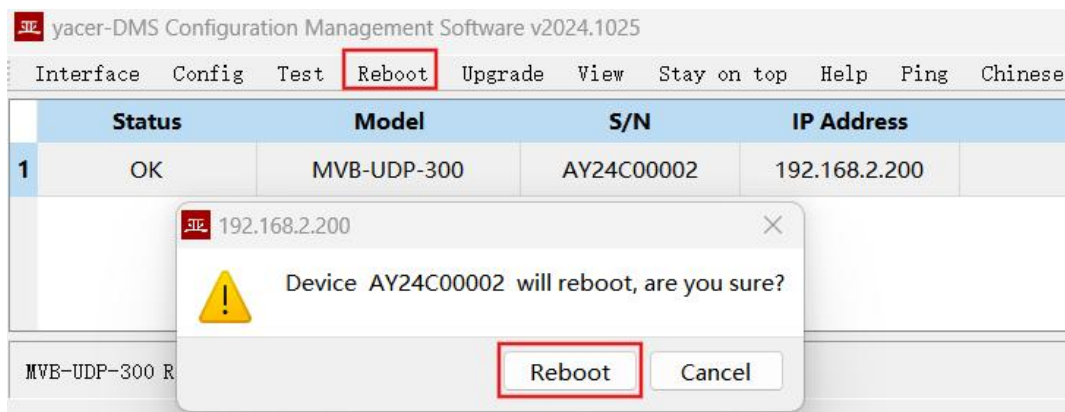 亚 yacer-DMS Configuration Management Software v2024.1025
Interface Config Test Reboot Upgrade View Stay on top Help Ping Chinese
Status Model S/N IP Address
1 OK MVB-UDP-300 AY24C00002 192.168.2.200
亚 192.168.2.200
Device AY24C00002 will reboot, are you sure?
Reboot Cancel
MVB-UDP-300 R